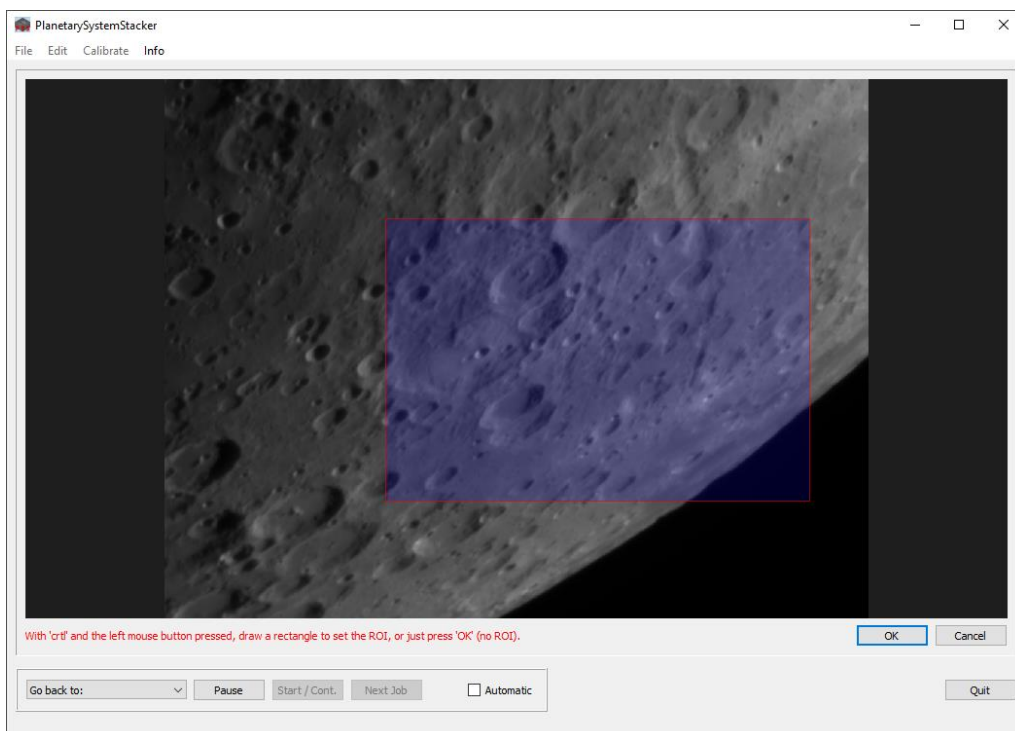 PlanetarySystemStacker
File Edit Calibrate Info
With 'crtl' and the left mouse button pressed, draw a rectangle to set the ROI, or just press 'OK' (no ROI).
OK Cancel
Go back to: Pause Start / Cont. Next Job Automatic Quit